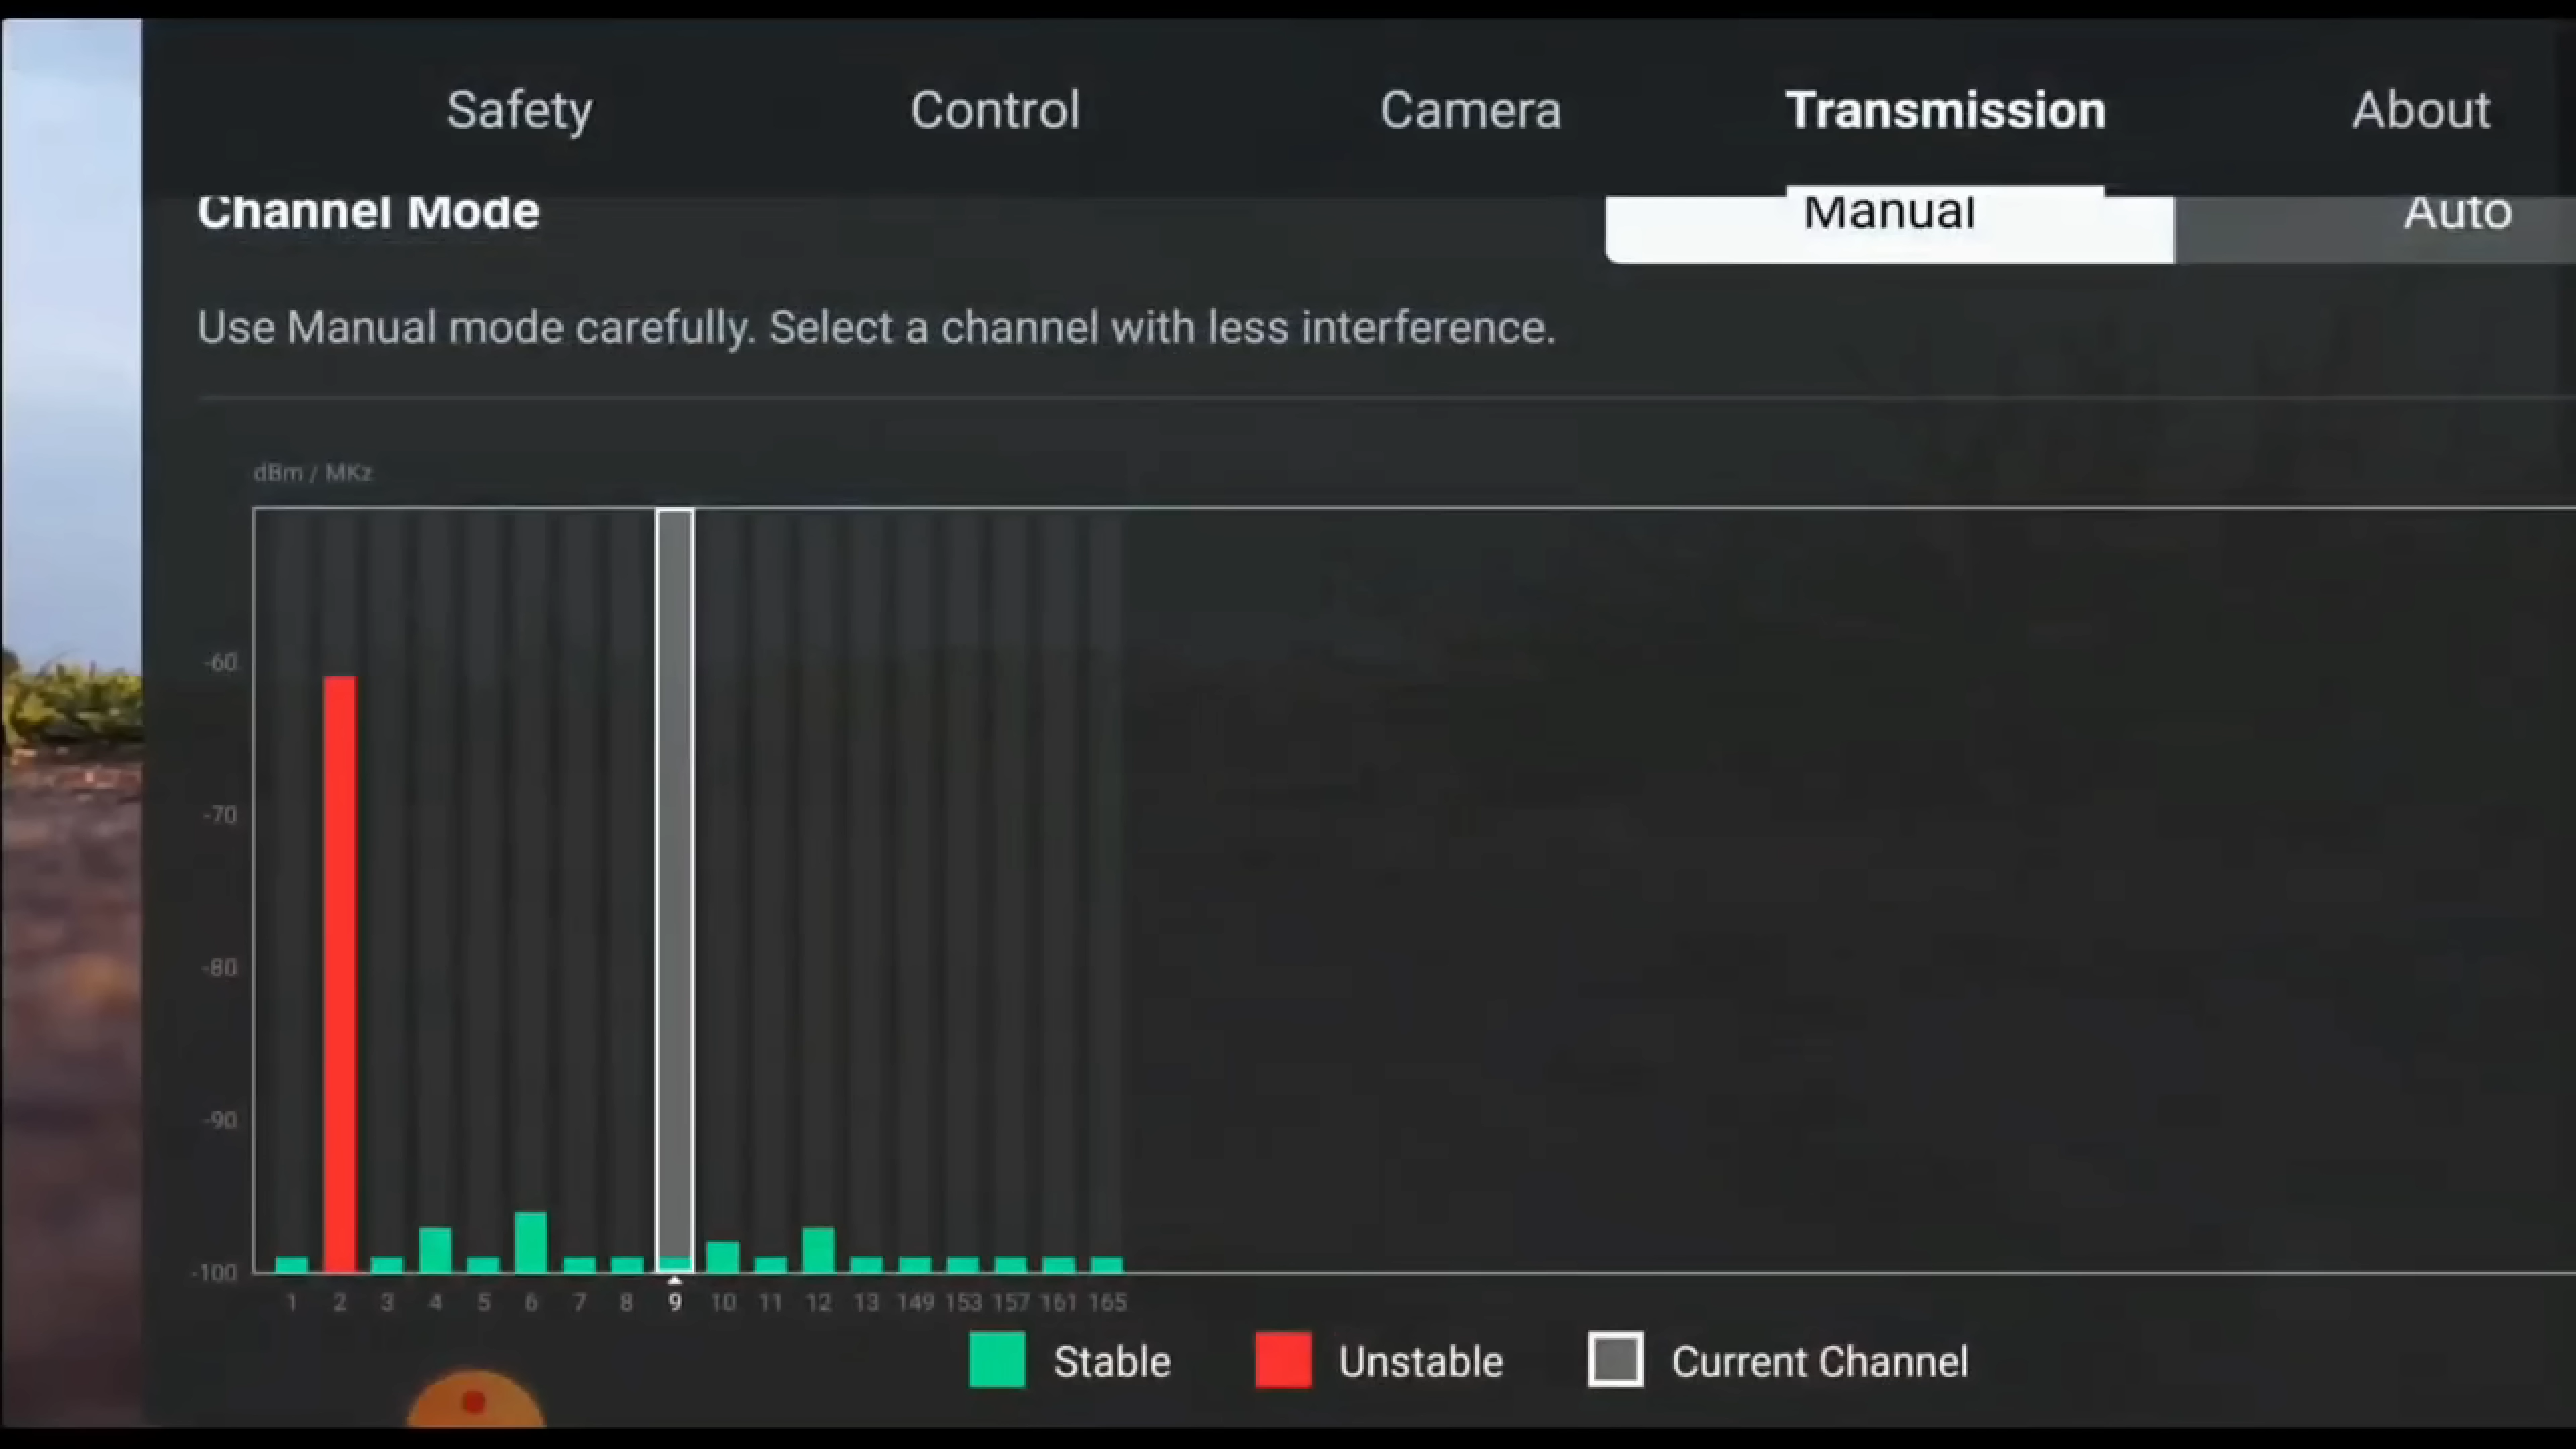 Safety Control Camera Transmission About
Channel Mode Manual Auto
Use Manual mode carefully. Select a channel with less interference.
dBm / MKz
-60
-70
-80
-90
-100
1 2 3 4 5 6 7 8 9 10 11 12 13 149 153 157 161 165
Stable Unstable Current Channel